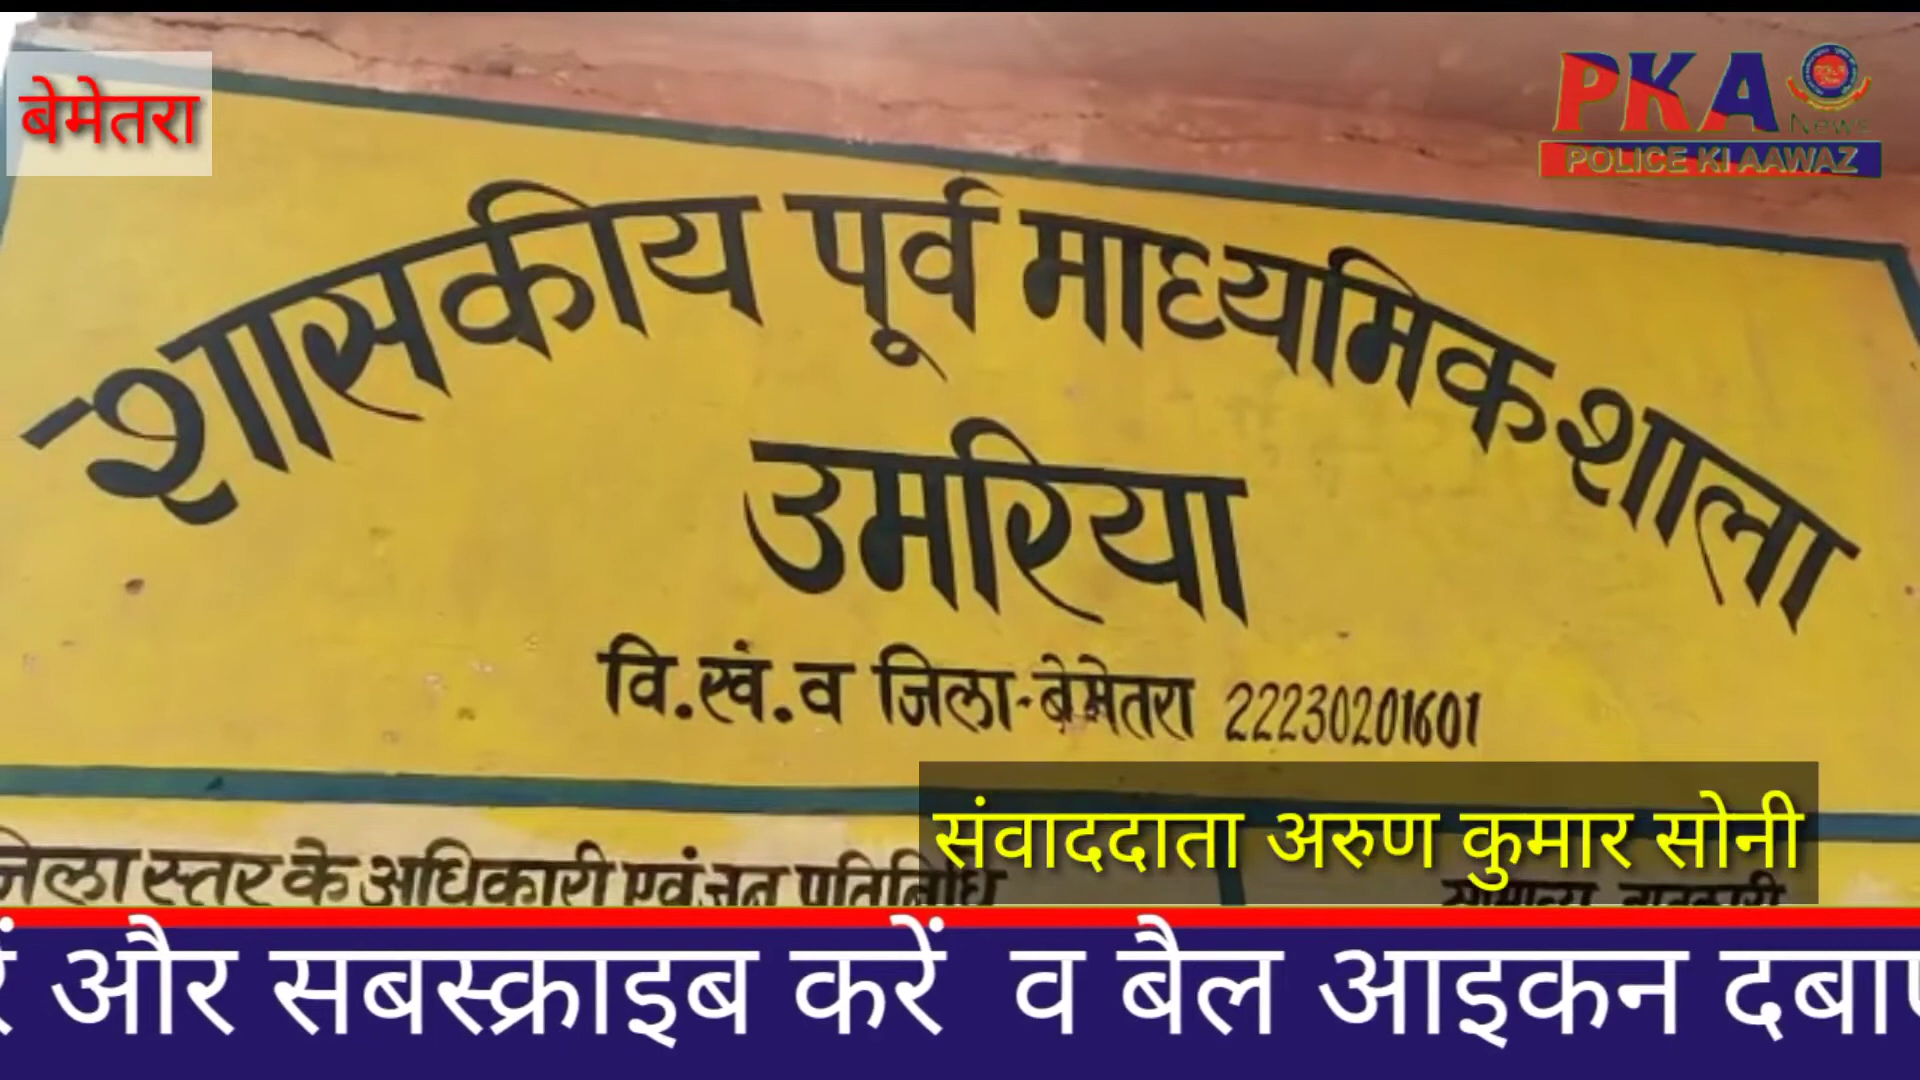 बेमेतरा
PKA News
POLICE KI AAWAZ
शासकीय पूर्व माध्यमिक शाला
उमरिया
वि.खं.व जिला-बेमेतरा 22230201601
संवाददाता अरुण कुमार सोनी
जिला स्तर के अधिकारी एवं जन प्रतिनिधि
सामान्य जानकारी
और सबस्क्राइब करें व बैल आइकन